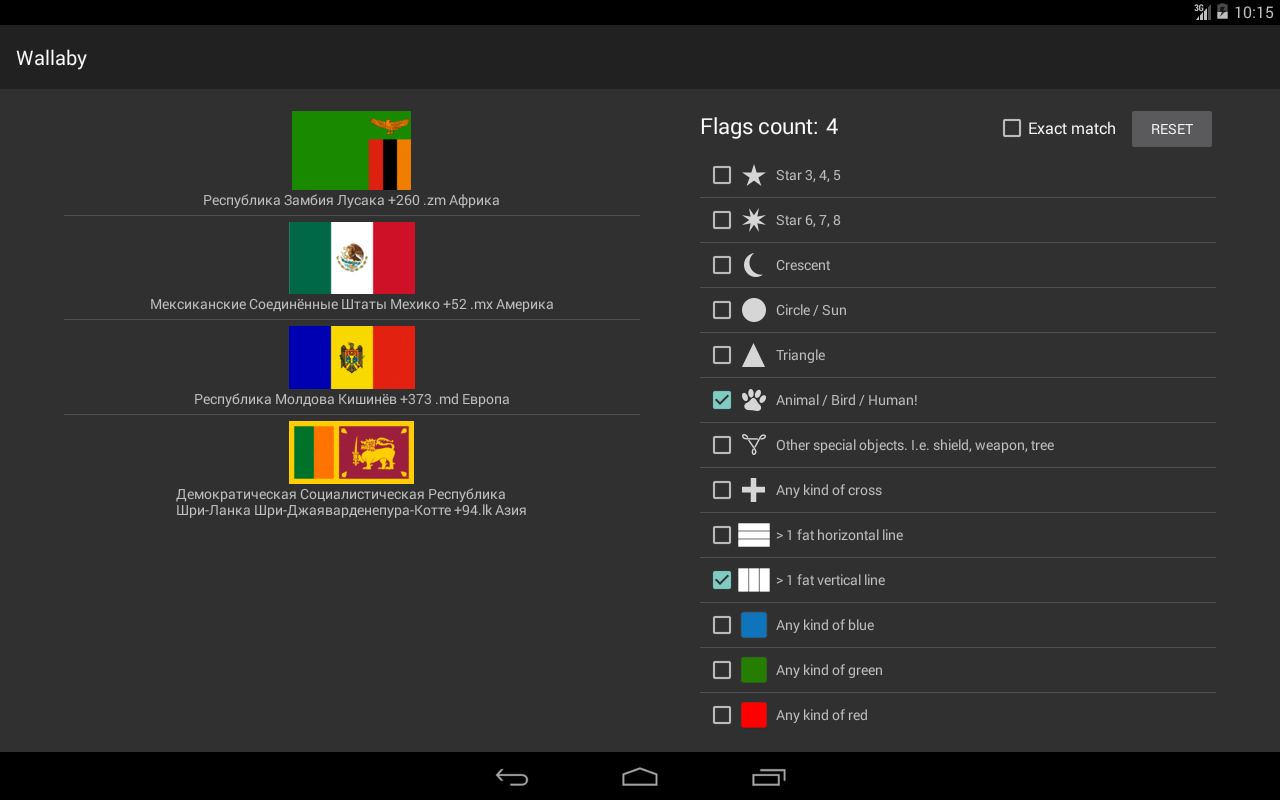 3G 10:15
Wallaby
Республика Замбия Лусака +260 .zm Африка
Мексиканские Соединённые Штаты Мехико +52 .mx Америка
Республика Молдова Кишинёв +373 .md Европа
Демократическая Социалистическая Республика
Шри-Ланка Шри-Джаяварденепура-Котте +94.lk Азия
Flags count: 4
Exact match
RESET
Star 3, 4, 5
Star 6, 7, 8
Crescent
Circle / Sun
Triangle
Animal / Bird / Human!
Other special objects. I.e. shield, weapon, tree
Any kind of cross
> 1 fat horizontal line
> 1 fat vertical line
Any kind of blue
Any kind of green
Any kind of red